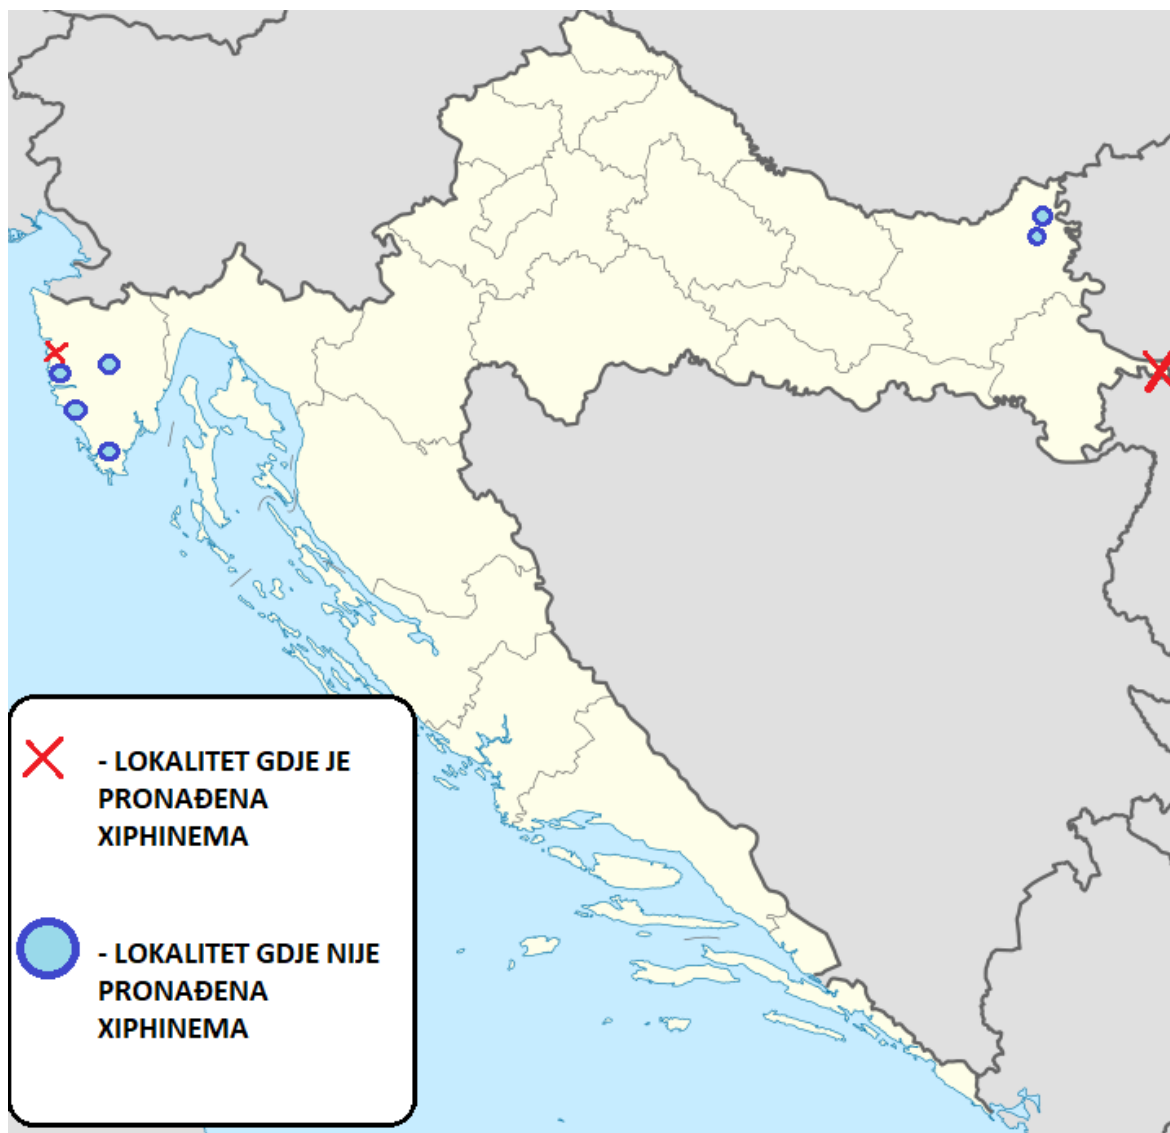 - LOKALITET GDJE JE
PRONAĐENA
XIPHINEMA
- LOKALITET GDJE NIJE
PRONAĐENA
XIPHINEMA